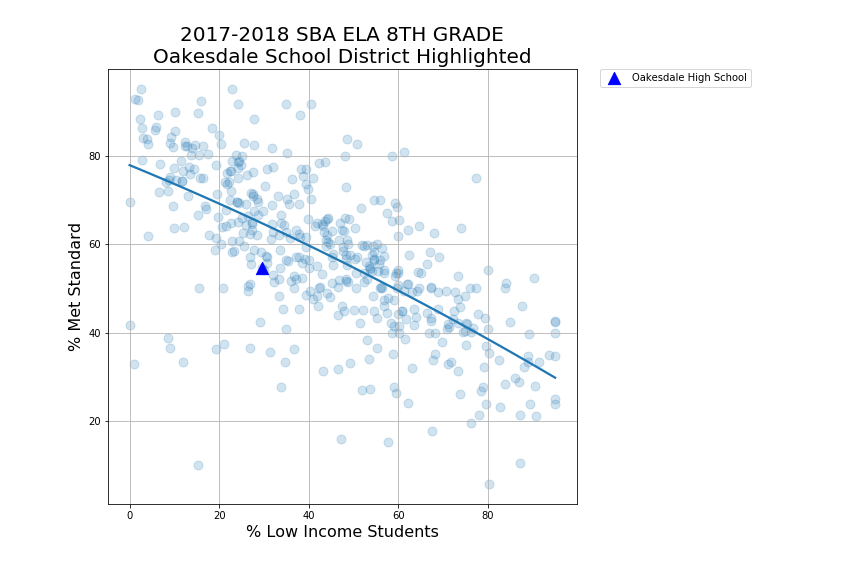 2017-2018 SBA ELA 8TH GRADE
Oakesdale School District Highlighted
Oakesdale High School
% Met Standard
80
60
40
20
0
20
40
60
80
% Low Income Students